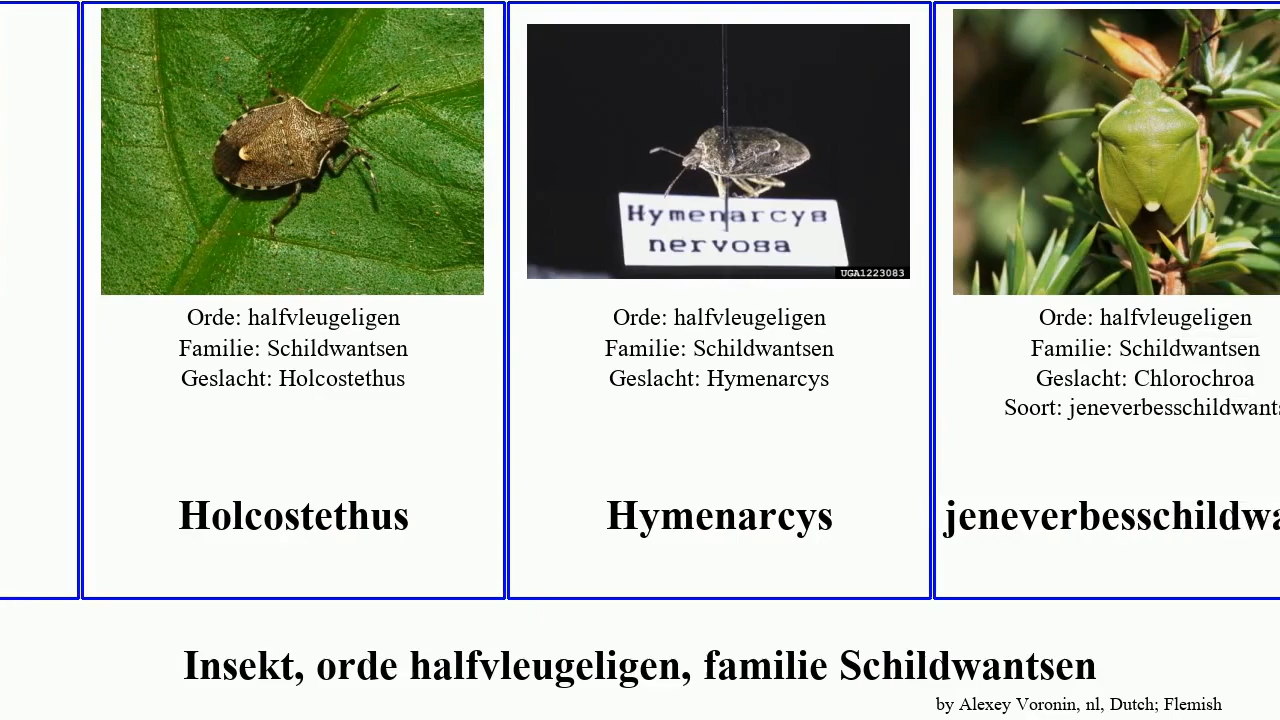 Hymenarcys
nervosa
UGA1223083
Orde: halfvleugeligen
Familie: Schildwantsen
Geslacht: Holcostethus
Holcostethus
Orde: halfvleugeligen
Familie: Schildwantsen
Geslacht: Hymenarcys
Hymenarcys
Orde: halfvleugeligen
Familie: Schildwantsen
Geslacht: Chlorochroa
Soort: jeneverbesschildwants
jeneverbesschildwa
Insekt, orde halfvleugeligen, familie Schildwantsen
by Alexey Voronin, nl, Dutch; Flemish